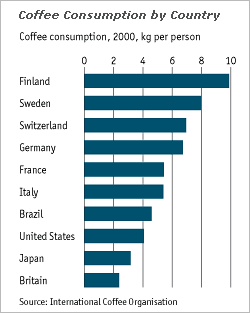 Coffee Consumption by Country
Coffee consumption, 2000, kg per person
0 2 4 6 8 10
Finland
Sweden
Switzerland
Germany
France
Italy
Brazil
United States
Japan
Britain
Source: International Coffee Organisation